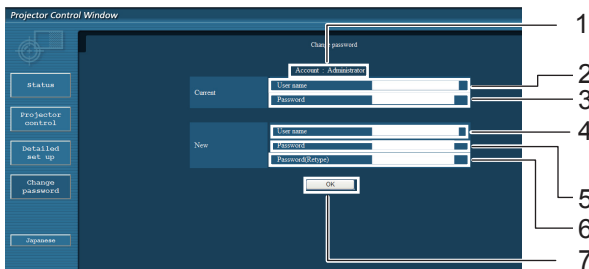 Projector Control Window
Change password
1
Account : Administrator
Current
User name
2
Password
3
New
User name
4
Password
5
Password(Retype)
6
OK
7
Status
Projector
control
Detailed
set up
Change
password
Japanese